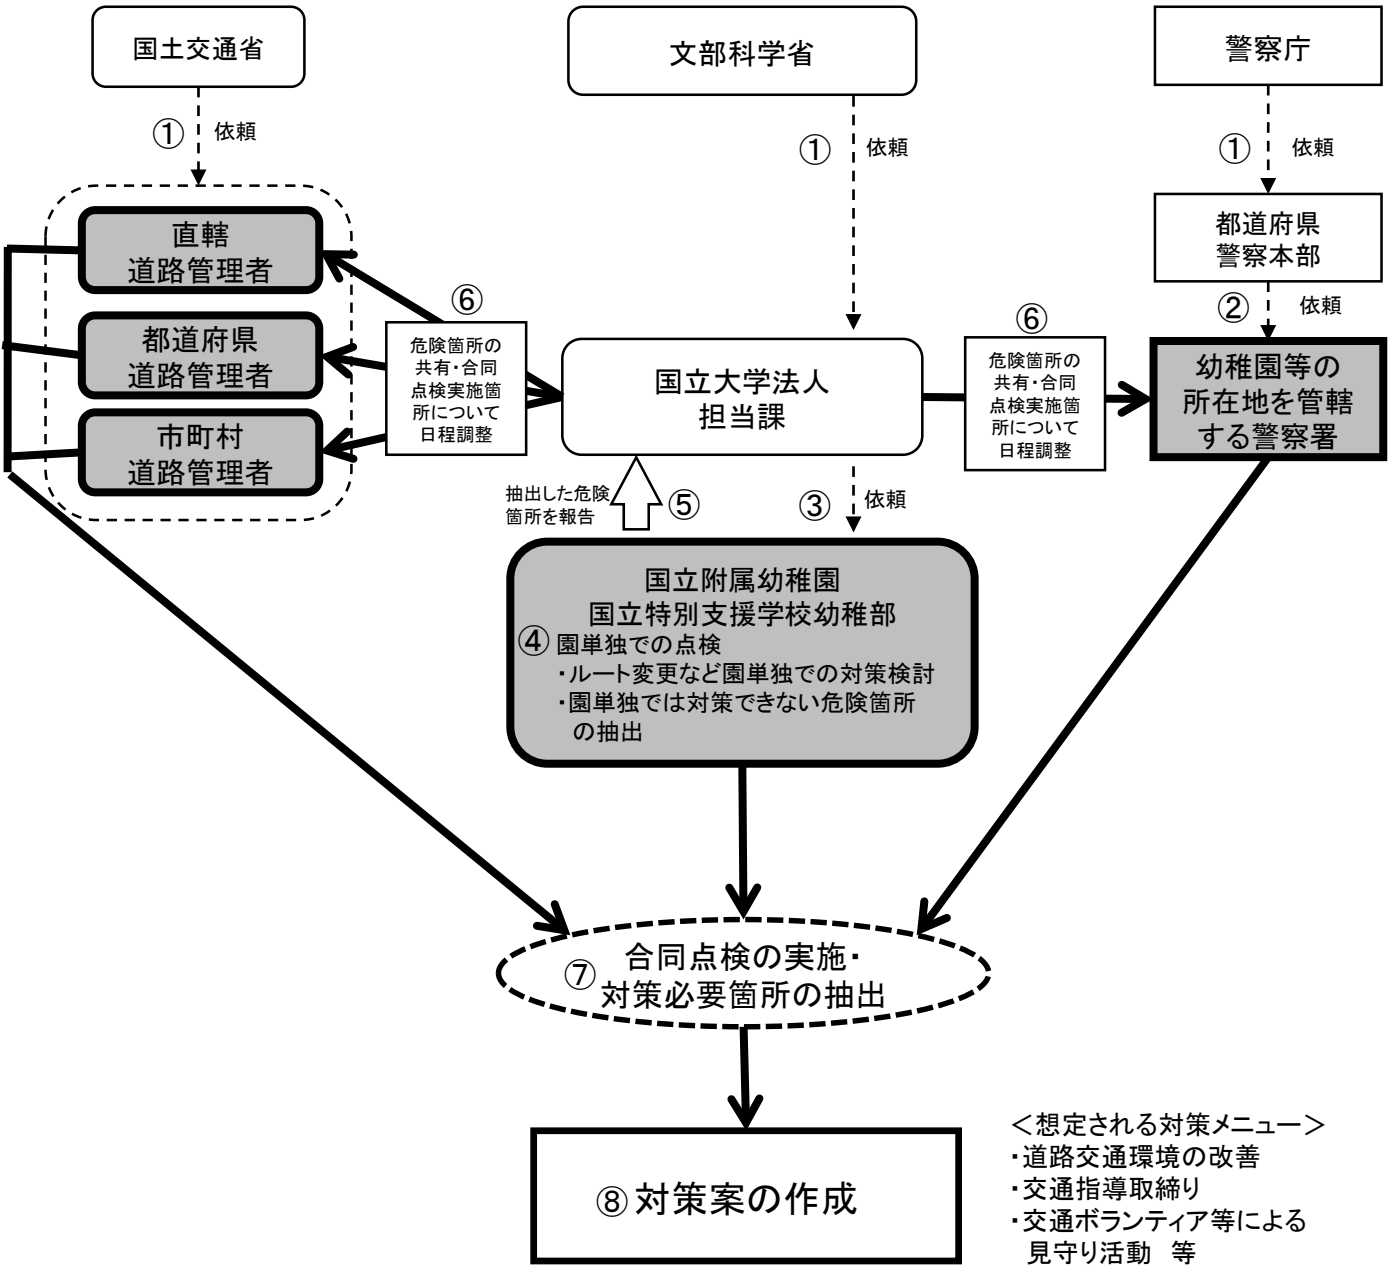 国土交通省
文部科学省
警察庁
① 依頼
① 依頼
① 依頼
直轄
道路管理者
都道府県
道路管理者
市町村
道路管理者
都道府県
警察本部
② 依頼
⑥
危険箇所の
共有・合同
点検実施箇
所について
日程調整
国立大学法人
担当課
⑥
危険箇所の
共有・合同
点検実施箇
所について
日程調整
幼稚園等の
所在地を管轄
する警察署
抽出した危険
箇所を報告
⑤
③ 依頼
国立附属幼稚園
国立特別支援学校幼稚部
④ 園単独での点検
・ルート変更など園単独での対策検討
・園単独では対策できない危険箇所
の抽出
⑦
合同点検の実施・
対策必要箇所の抽出
⑧ 対策案の作成
＜想定される対策メニュー＞
・道路交通環境の改善
・交通指導取締り
・交通ボランティア等による
見守り活動　等